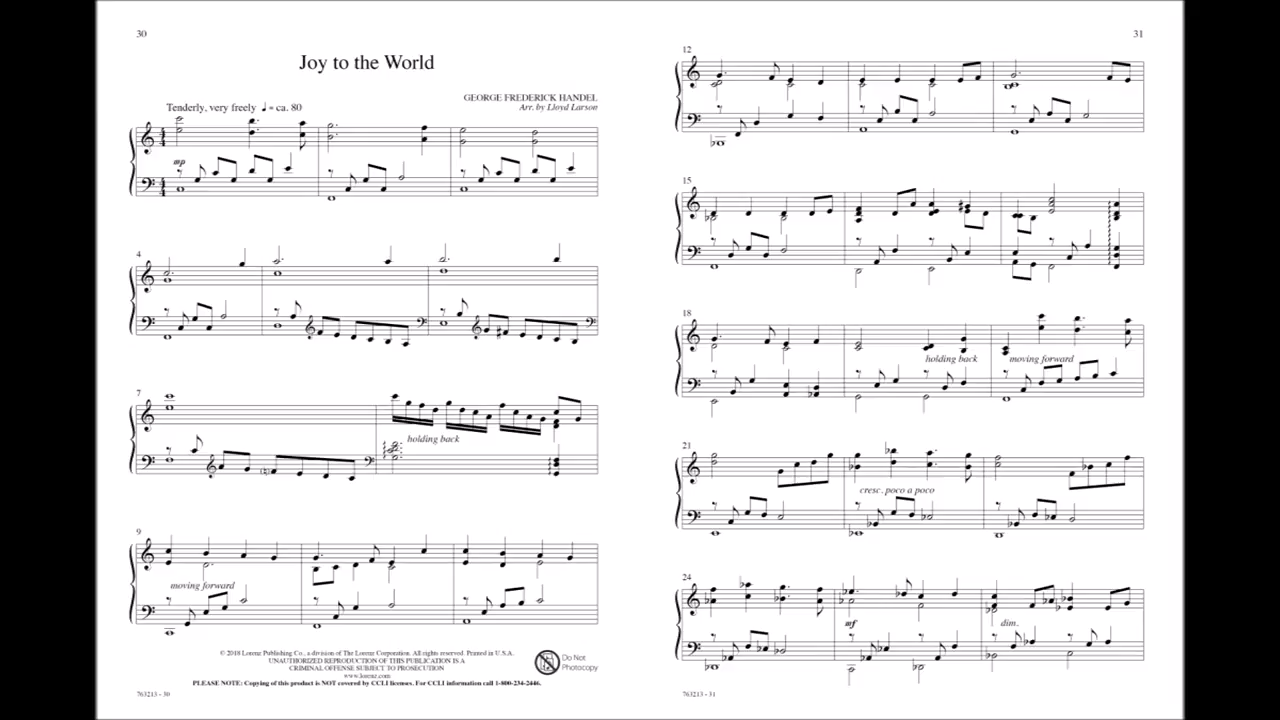 30
Joy to the World
GEORGE FREDERICK HANDEL
Arr. by Lloyd Larson
Tenderly, very freely ♩ = ca. 80
mp
4
7
holding back
9
moving forward
© 2018 Lorenz Publishing Co., a division of The Lorenz Corporation. All rights reserved. Printed in U.S.A.
UNAUTHORIZED REPRODUCTION OF THIS PUBLICATION IS A
CRIMINAL OFFENSE SUBJECT TO PROSECUTION
www.lorenz.com
PLEASE NOTE: Copying of this product is NOT covered by CCLI licenses. For CCLI information call 1-800-234-2446.
Do Not
Photocopy
763213 - 30
31
12
15
18
holding back
moving forward
21
cresc. poco a poco
24
mf
dim.
763213 - 31